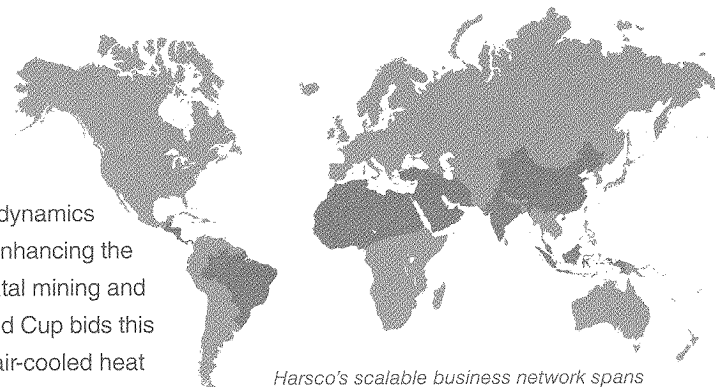 dynamics
nhancing the
tal mining and
d Cup bids this
air-cooled heat
Harsco's scalable business network spans